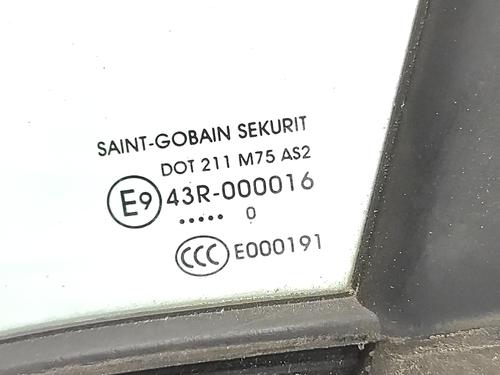 SAINT-GOBAIN SEKURIT
DOT 211 M75 AS2
E9 43R-000016
..... 0
CCC E000191